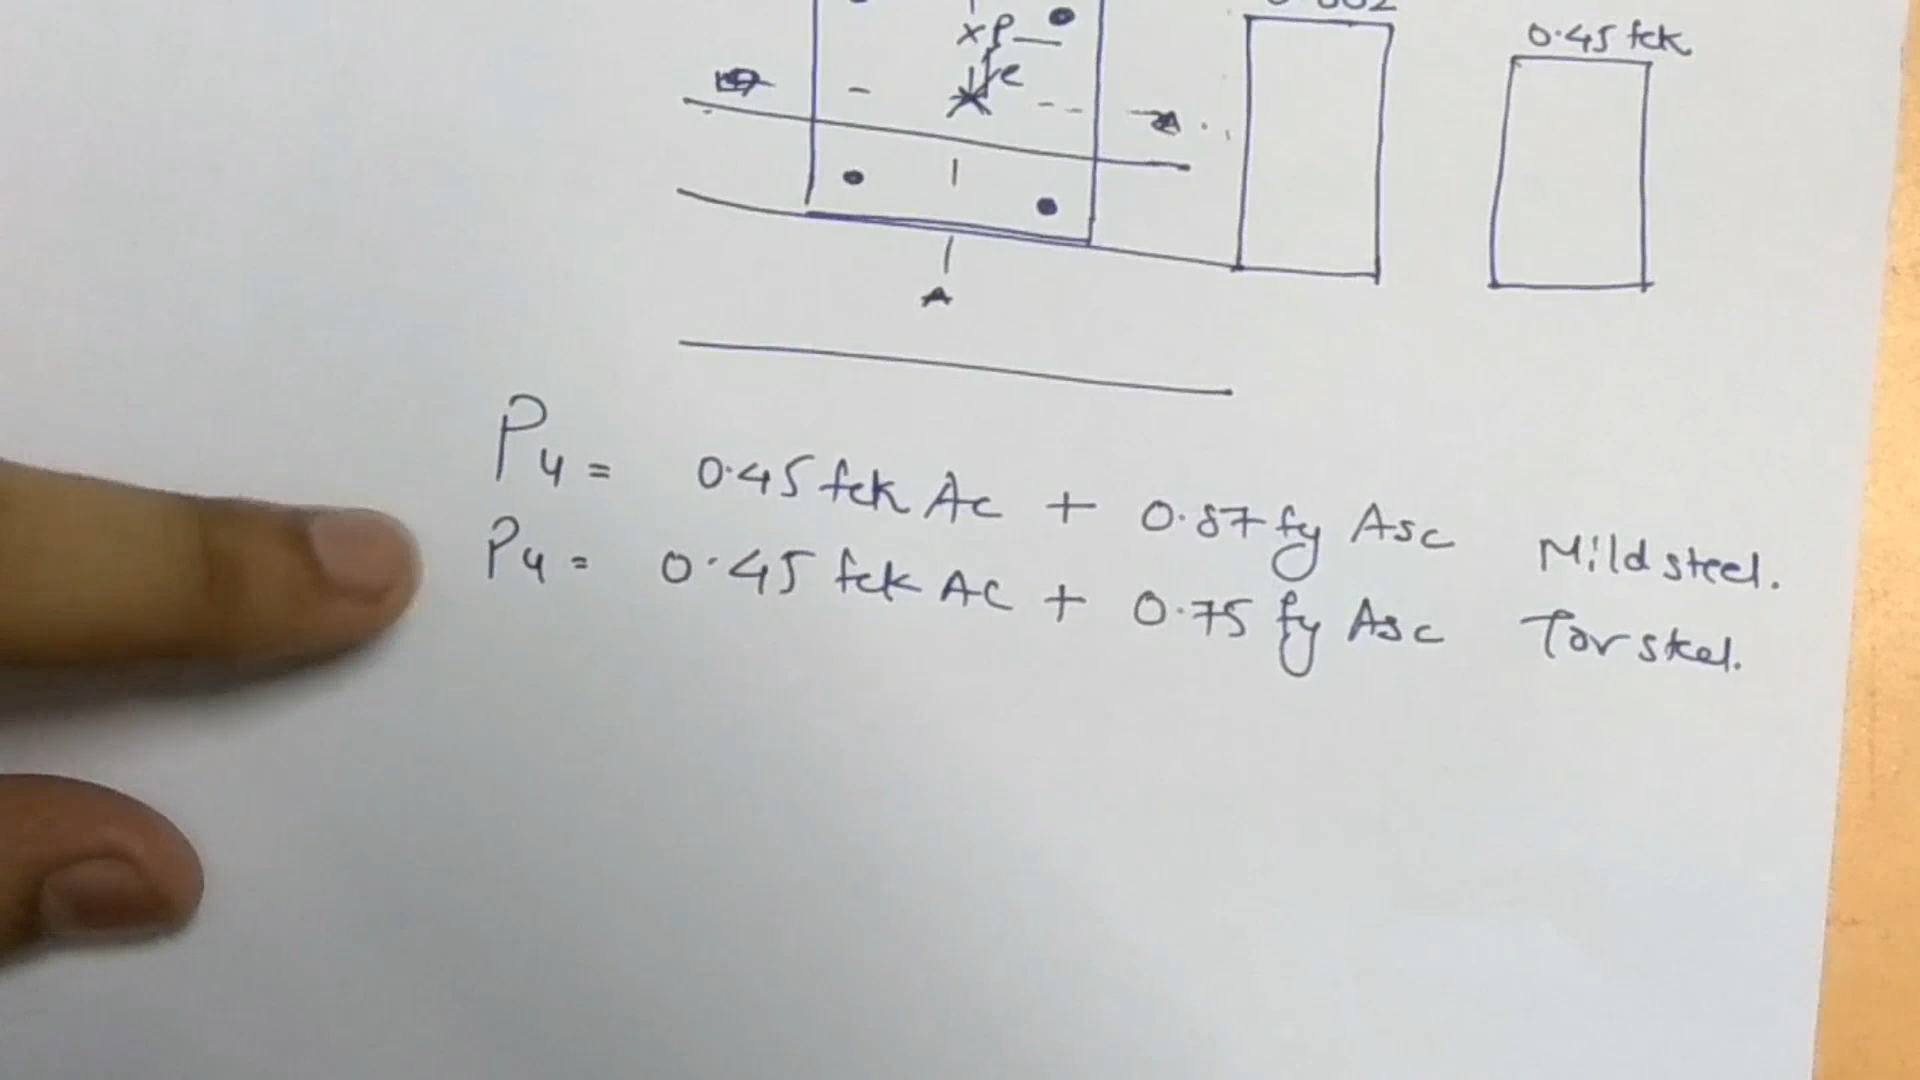 0.45 fck
xP
e
A
A
Pu = 0.45 fck Ac + 0.87 fy Asc Mild steel.
Pu = 0.45 fck Ac + 0.75 fy Asc Tor steel.